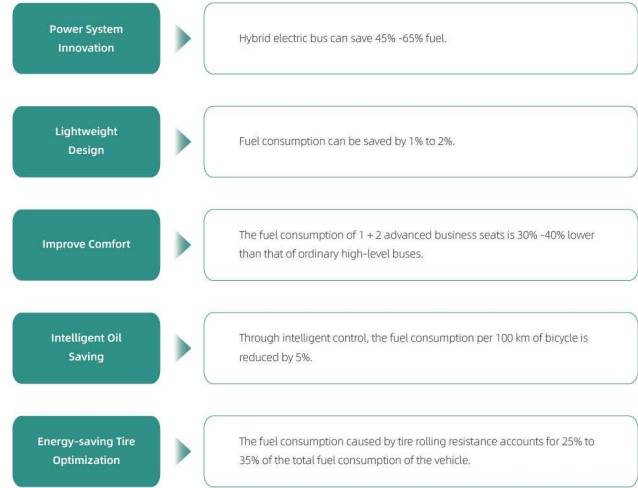 Power System
Innovation
Hybrid electric bus can save 45% -65% fuel.
Lightweight
Design
Fuel consumption can be saved by 1% to 2%.
Improve Comfort
The fuel consumption of 1 + 2 advanced business seats is 30% -40% lower
than that of ordinary high-level buses.
Intelligent Oil
Saving
Through intelligent control, the fuel consumption per 100 km of bicycle is
reduced by 5%.
Energy-saving Tire
Optimization
The fuel consumption caused by tire rolling resistance accounts for 25% to
35% of the total fuel consumption of the vehicle.